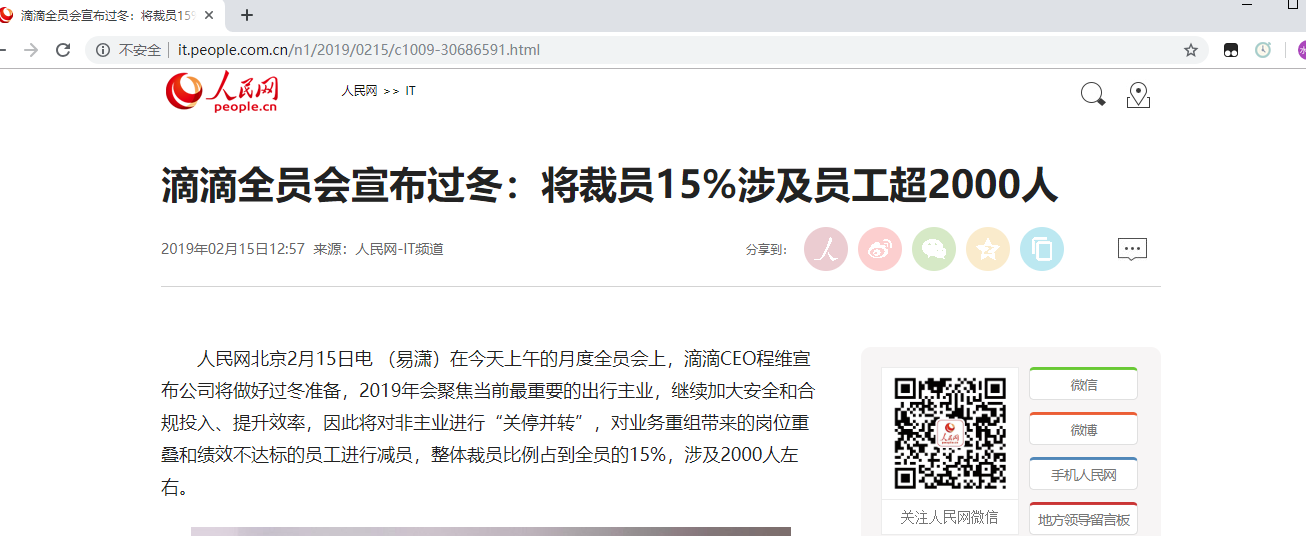 滴滴全员会宣布过冬：将裁员15%
不安全 | it.people.com.cn/n1/2019/0215/c1009-30686591.html
人民网
people.cn
人民网 >> IT
滴滴全员会宣布过冬：将裁员15%涉及员工超2000人
2019年02月15日12:57 来源：人民网-IT频道
分享到：
人
人民网北京2月15日电 （易潇）在今天上午的月度全员会上，滴滴CEO程维宣
布公司将做好过冬准备，2019年会聚焦当前最重要的出行主业，继续加大安全和合
规投入、提升效率，因此将对非主业进行“关停并转”，对业务重组带来的岗位重
叠和绩效不达标的员工进行减员，整体裁员比例占到全员的15%，涉及2000人左
右。
人民网
关注人民网微信
微信
微博
手机人民网
地方领导留言板